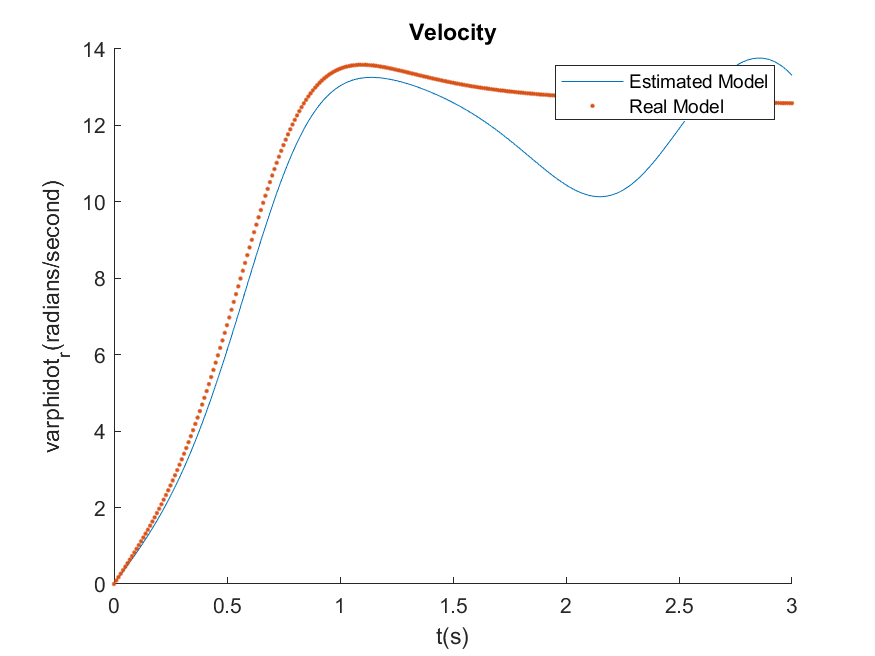 Velocity
14
12
10
8
6
4
2
0
varphidot_r(radians/second)
Estimated Model
Real Model
0 0.5 1 1.5 2 2.5 3
t(s)